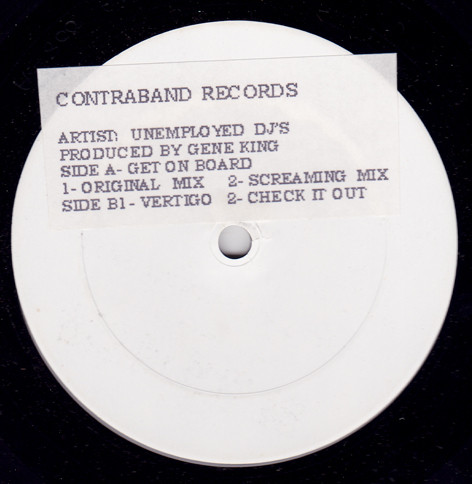 CONTRABAND RECORDS
ARTIST: UNEMPLOYED DJ'S
PRODUCED BY GENE KING
SIDE A- GET ON BOARD
1- ORIGINAL MIX 2- SCREAMING MIX
SIDE B1- VERTIGO 2- CHECK IT OUT